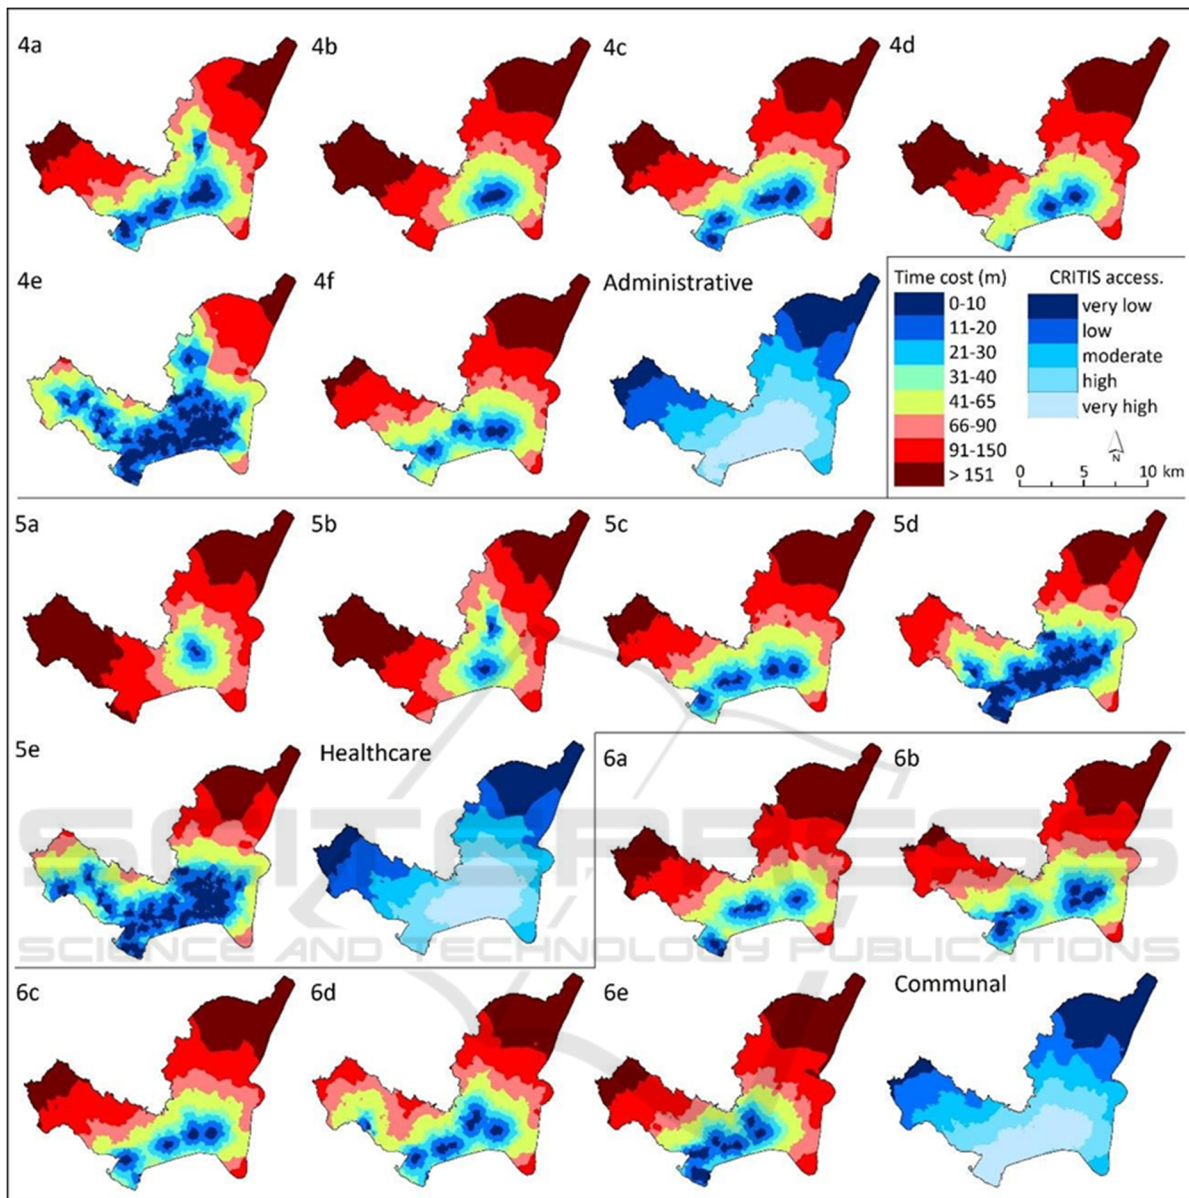 4a
4b
4c
4d
4e
4f
Administrative
Time cost (m)
0-10
11-20
21-30
31-40
41-65
66-90
91-150
> 151
CRITIS access.
very low
low
moderate
high
very high
N
0 5 10 km
5a
5b
5c
5d
5e
Healthcare
6a
6b
SCITEPRESS
SCIENCE AND TECHNOLOGY PUBLICATIONS
6c
6d
6e
Communal